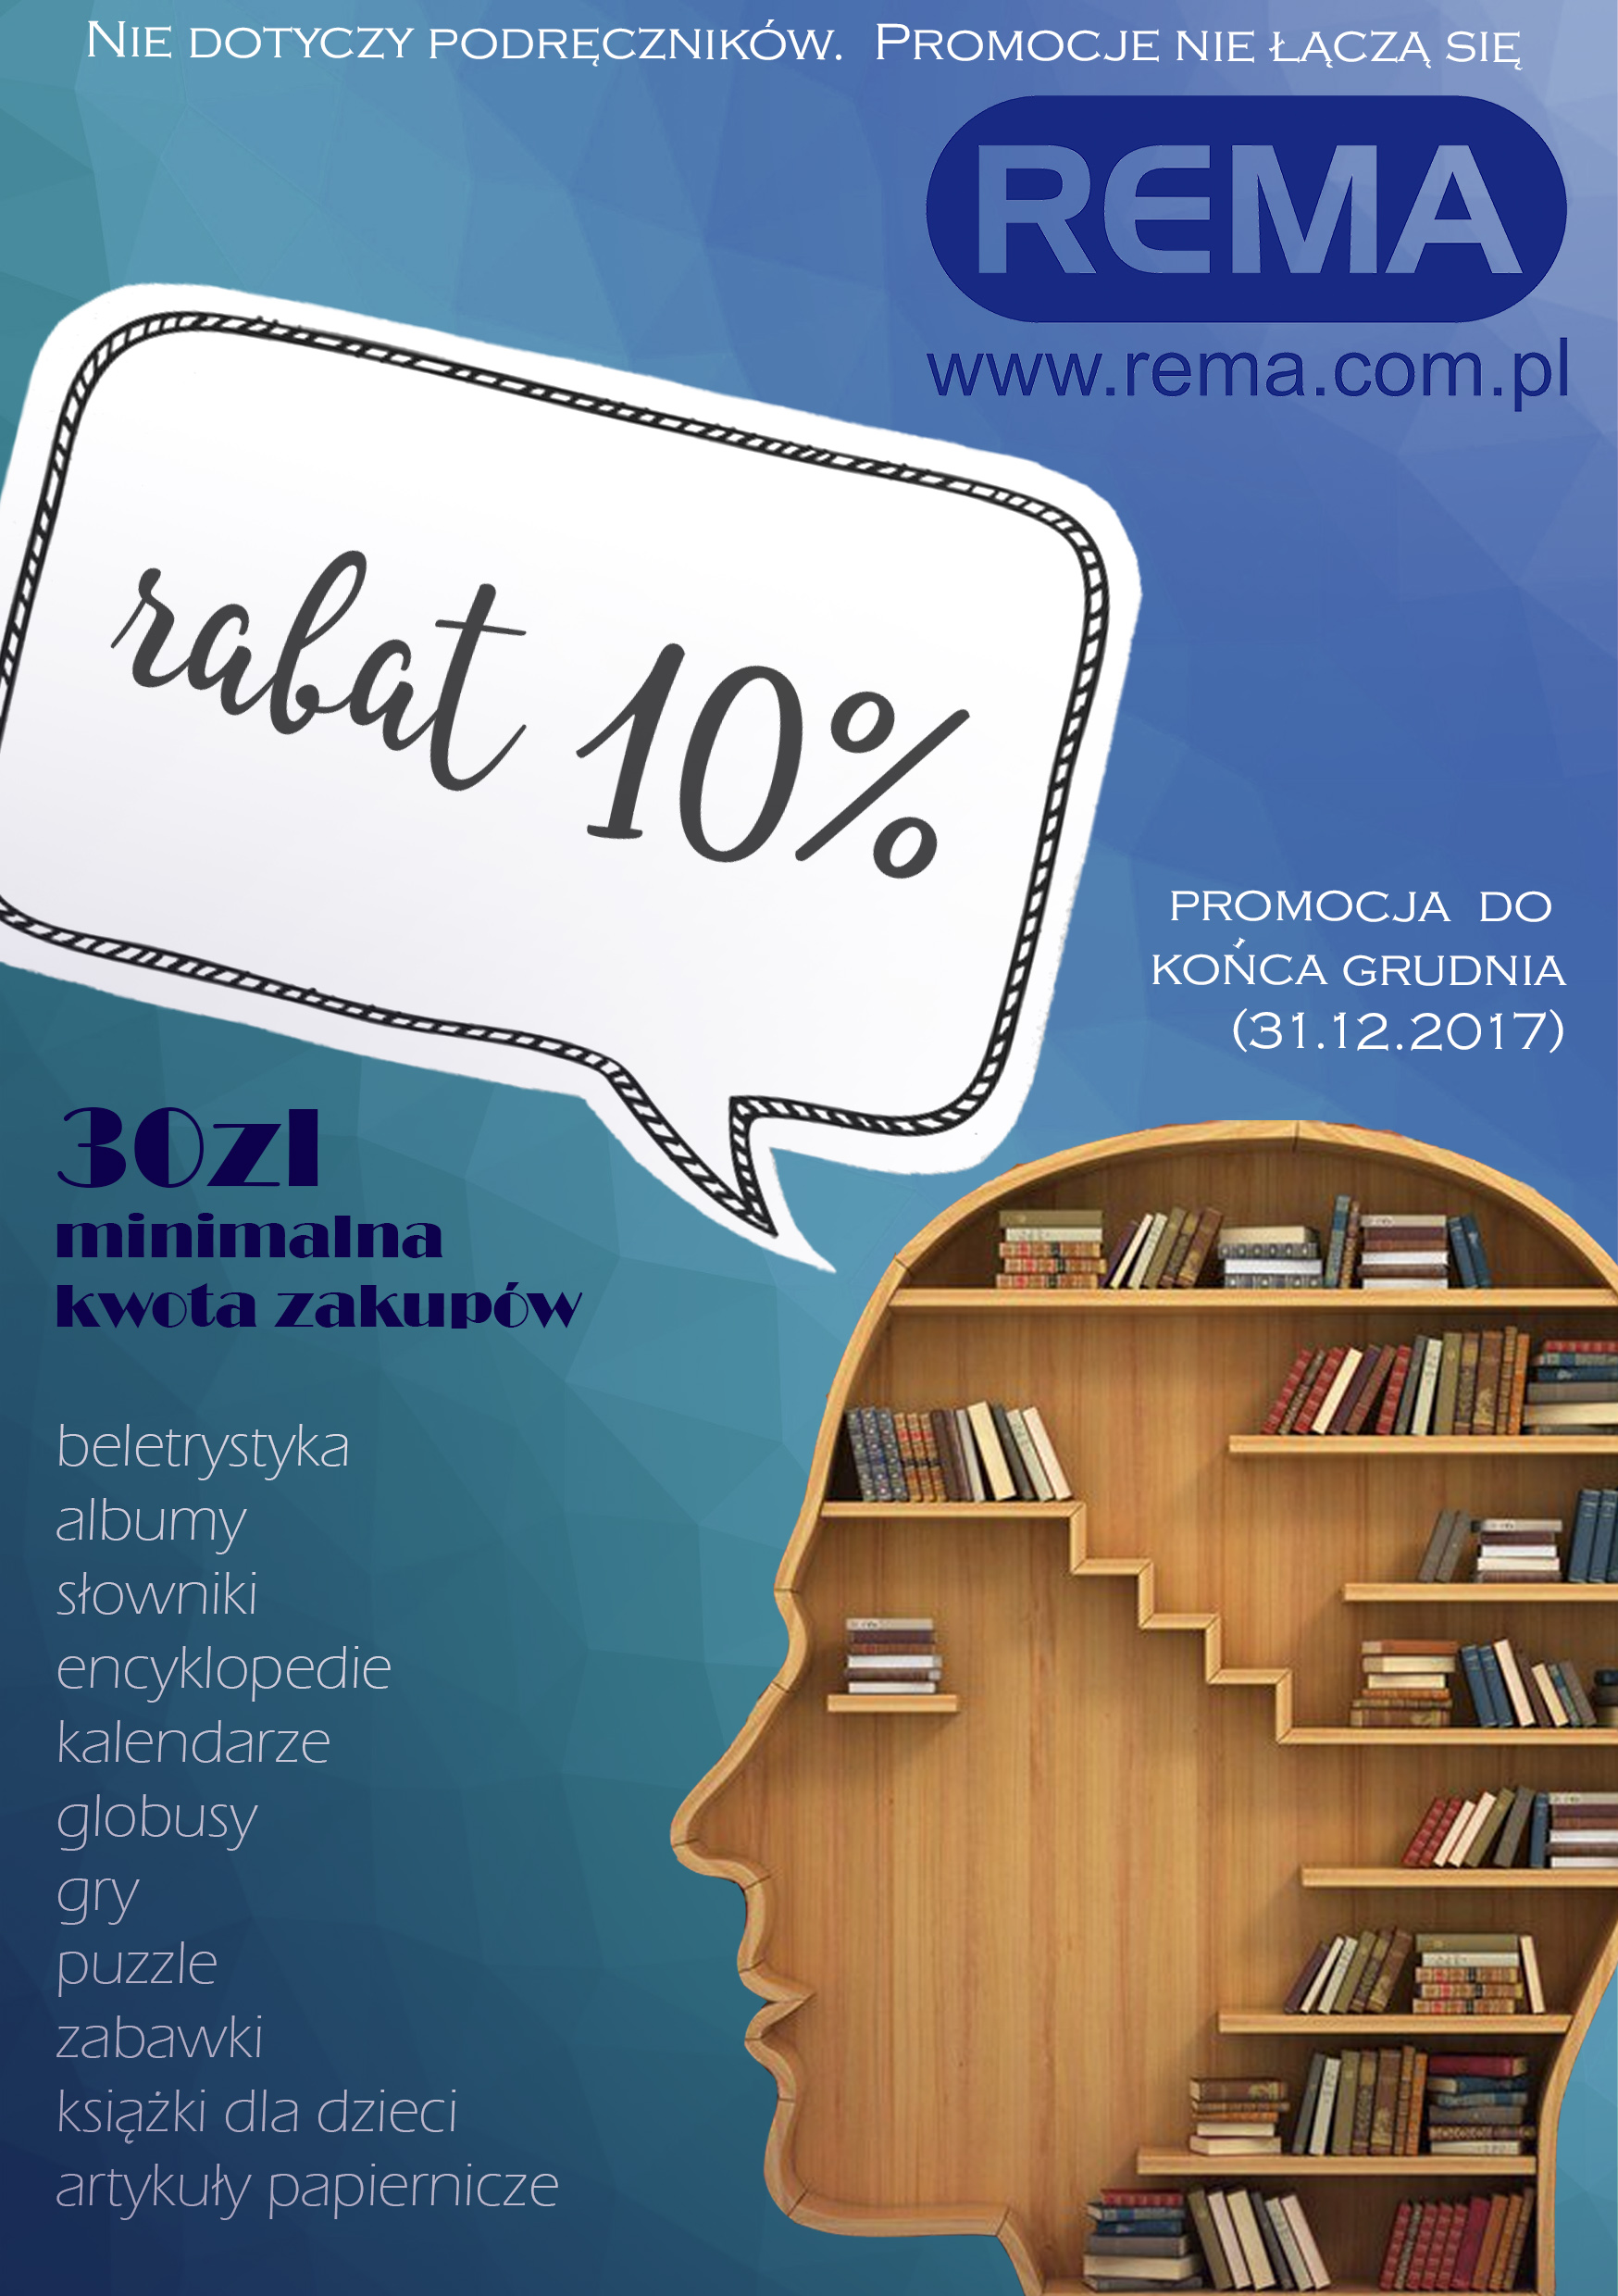 Nie dotyczy podręczników. Promocje nie łączą się
REMA
www.rema.com.pl
rabat 10%
PROMOCJA DO
KOŃCA GRUDNIA
(31.12.2017)
30zl
minimalna
kwota zakupów
beletrystyka
albumy
słowniki
encyklopedie
kalendarze
globusy
gry
puzzle
zabawki
książki dla dzieci
artykuły papiernicze